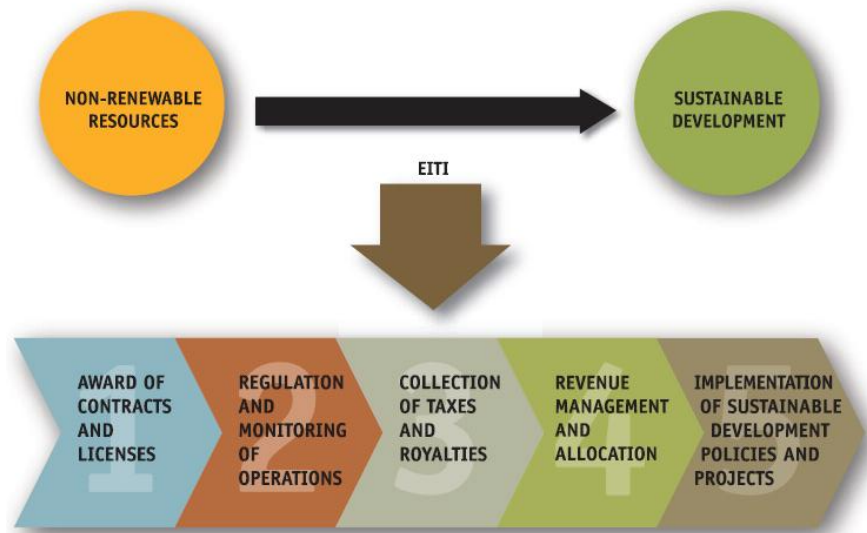 NON-RENEWABLE
RESOURCES
SUSTAINABLE
DEVELOPMENT
EITI
1
AWARD OF
CONTRACTS
AND
LICENSES
2
REGULATION
AND
MONITORING
OF
OPERATIONS
3
COLLECTION
OF TAXES
AND
ROYALTIES
4
REVENUE
MANAGEMENT
AND
ALLOCATION
5
IMPLEMENTATION
OF SUSTAINABLE
DEVELOPMENT
POLICIES AND
PROJECTS